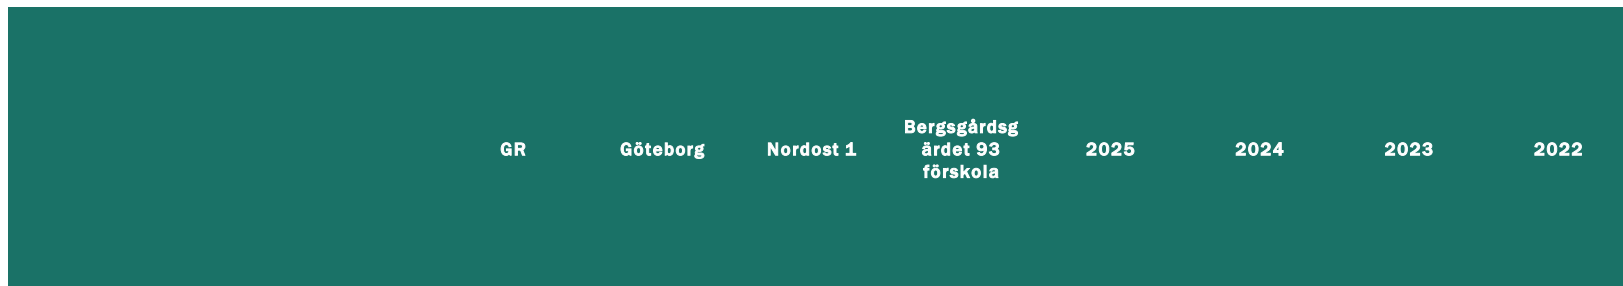 GR Göteborg Nordost 1 Bergsgårdsg
ärdet 93
förskola 2025 2024 2023 2022